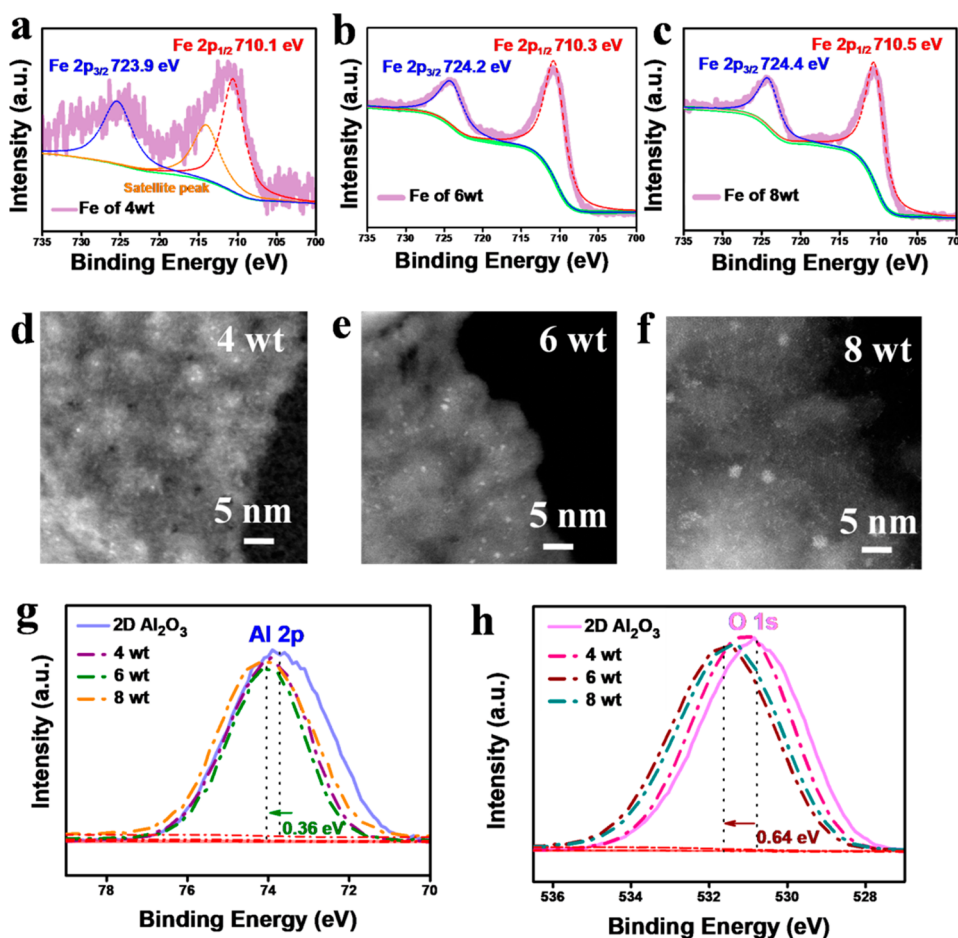 a
Fe 2p1/2 710.1 eV
Fe 2p3/2 723.9 eV
Satellite peak
Fe of 4wt
Intensity (a.u.)
735 730 725 720 715 710 705 700
Binding Energy (eV)
b
Fe 2p1/2 710.3 eV
Fe 2p3/2 724.2 eV
Fe of 6wt
Intensity (a.u.)
735 730 725 720 715 710 705 700
Binding Energy (eV)
c
Fe 2p1/2 710.5 eV
Fe 2p3/2 724.4 eV
Fe of 8wt
Intensity (a.u.)
735 730 725 720 715 710 705 700
Binding Energy (eV)
d
4 wt
5 nm
e
6 wt
5 nm
f
8 wt
5 nm
g
2D Al2O3
4 wt
6 wt
8 wt
Al 2p
0.36 eV
Intensity (a.u.)
78 76 74 72 70
Binding Energy (eV)
h
2D Al2O3
4 wt
6 wt
8 wt
O 1s
0.64 eV
Intensity (a.u.)
536 534 532 530 528
Binding Energy (eV)